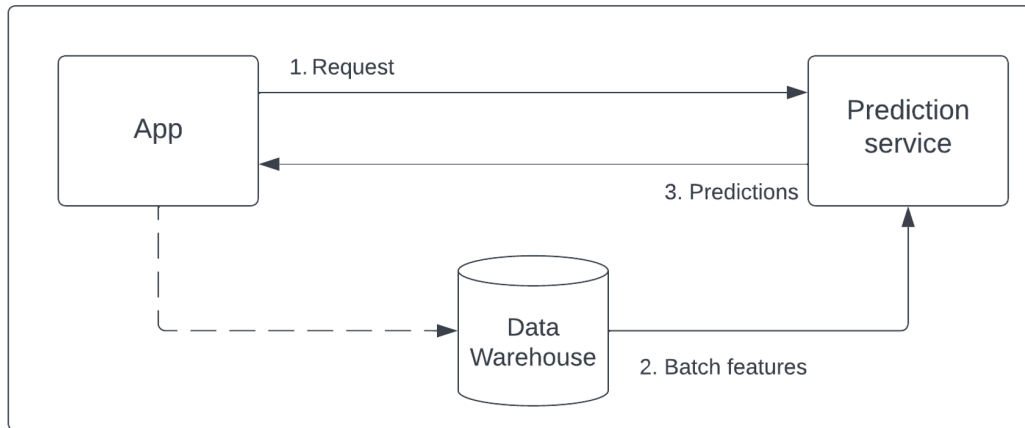 1. Request
App
Prediction
service
3. Predictions
Data
Warehouse
2. Batch features